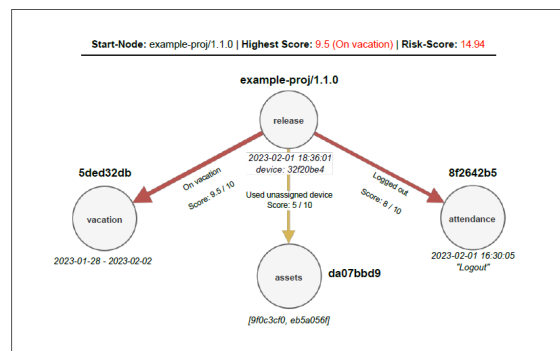 Start-Node: example-proj/1.1.0 | Highest Score: 9.5 (On vacation) | Risk-Score: 14.94
example-proj/1.1.0
release
2023-02-01 18:36:01
device: 32f20be4
5ded32db
On vacation
Score: 9.5 / 10
vacation
2023-01-28 - 2023-02-02
Used unassigned device
Score: 5 / 10
assets
da07bbd9
[9f0c3cf0, eb5a056f]
Logged out
Score: 8 / 10
8f2642b5
attendance
2023-02-01 16:30:05
"Logout"